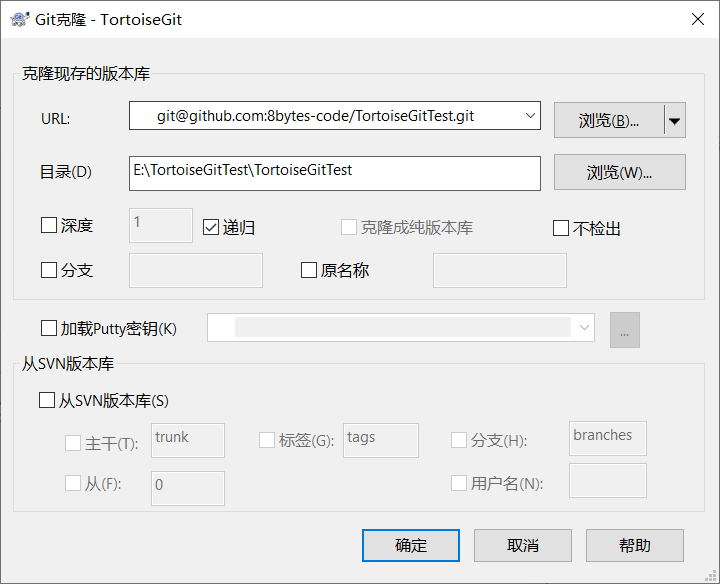 Git克隆 - TortoiseGit
克隆现存的版本库
URL: git@github.com:8bytes-code/TortoiseGitTest.git 浏览(B)...
目录(D) E:\TortoiseGitTest\TortoiseGitTest 浏览(W)...
深度 1 递归 克隆成纯版本库 不检出
分支 原名称
加载Putty密钥(K) ...
从SVN版本库
从SVN版本库(S)
主干(T): trunk 标签(G): tags 分支(H): branches
从(F): 0 用户名(N):
确定 取消 帮助